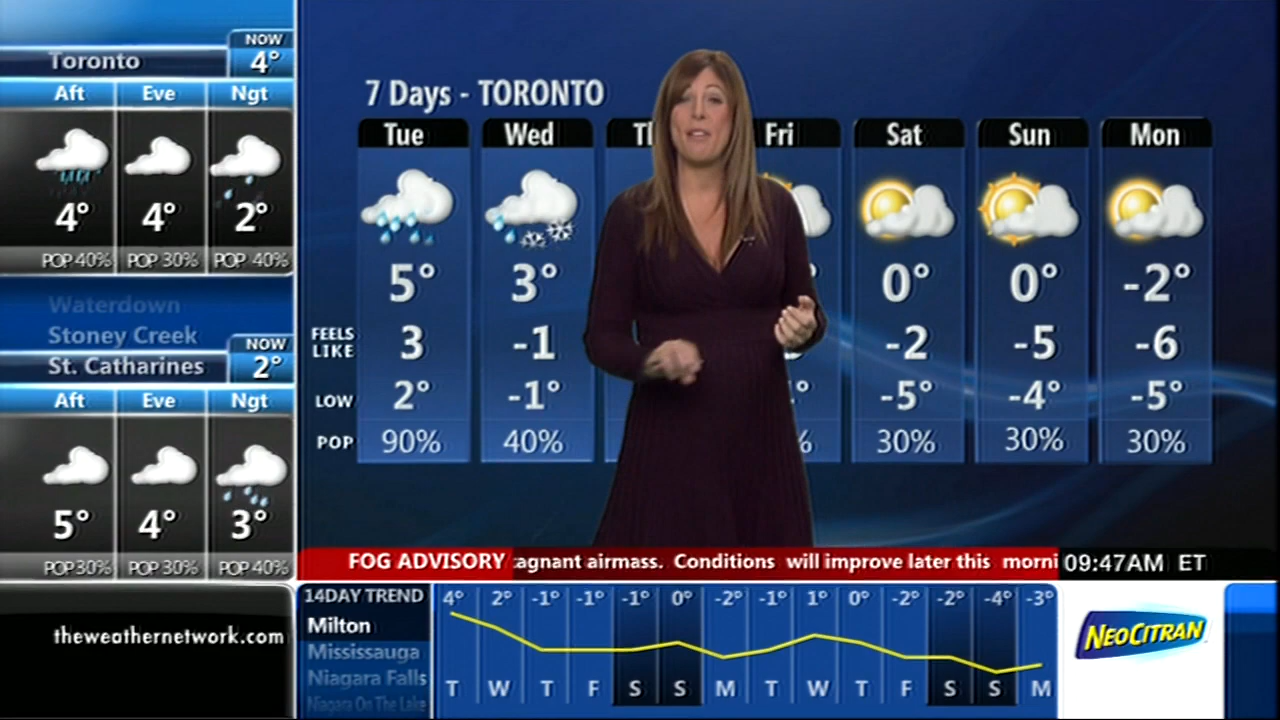 NOW
Toronto
4°
Aft Eve Ngt
4° 4° 2°
POP 40% POP 30% POP 40%
Waterdown
Stoney Creek
NOW
St. Catharines
2°
Aft Eve Ngt
5° 4° 3°
POP 30% POP 30% POP 40%
theweathernetwork.com
7 Days - TORONTO
Tue Wed Fri Sat Sun Mon
5° 3° 0° 0° -2°
FEELS LIKE 3 -1 -2 -5 -6
LOW 2° -1° -5° -4° -5°
POP 90% 40% 30% 30% 30%
FOG ADVISORY airmass. Conditions will improve later this
09:47AM ET
14DAY TREND
Milton
Mississauga
Niagara Falls
Niagara On The Lake
4° 2° -1° -1° -1° 0° -2° -1° 1° 0° -2° -2° -4° -3°
T W T F S S M T W T F S S M
NEOCITRAN